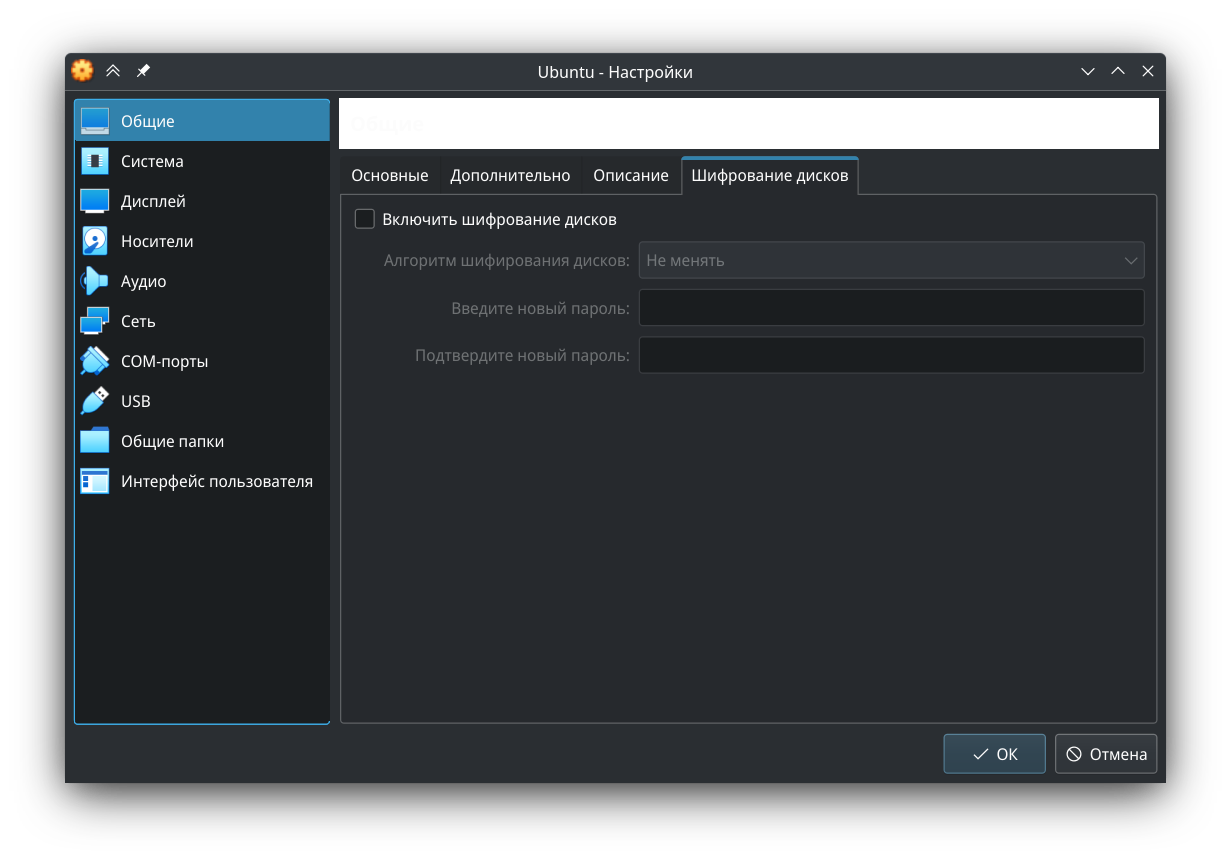 Ubuntu - Настройки
Общие
Система
Дисплей
Носители
Аудио
Сеть
COM-порты
USB
Общие папки
Интерфейс пользователя
Общие
Основные
Дополнительно
Описание
Шифрование дисков
Включить шифрование дисков
Алгоритм шифирования дисков: Не менять
Введите новый пароль:
Подтвердите новый пароль:
OK
Отмена